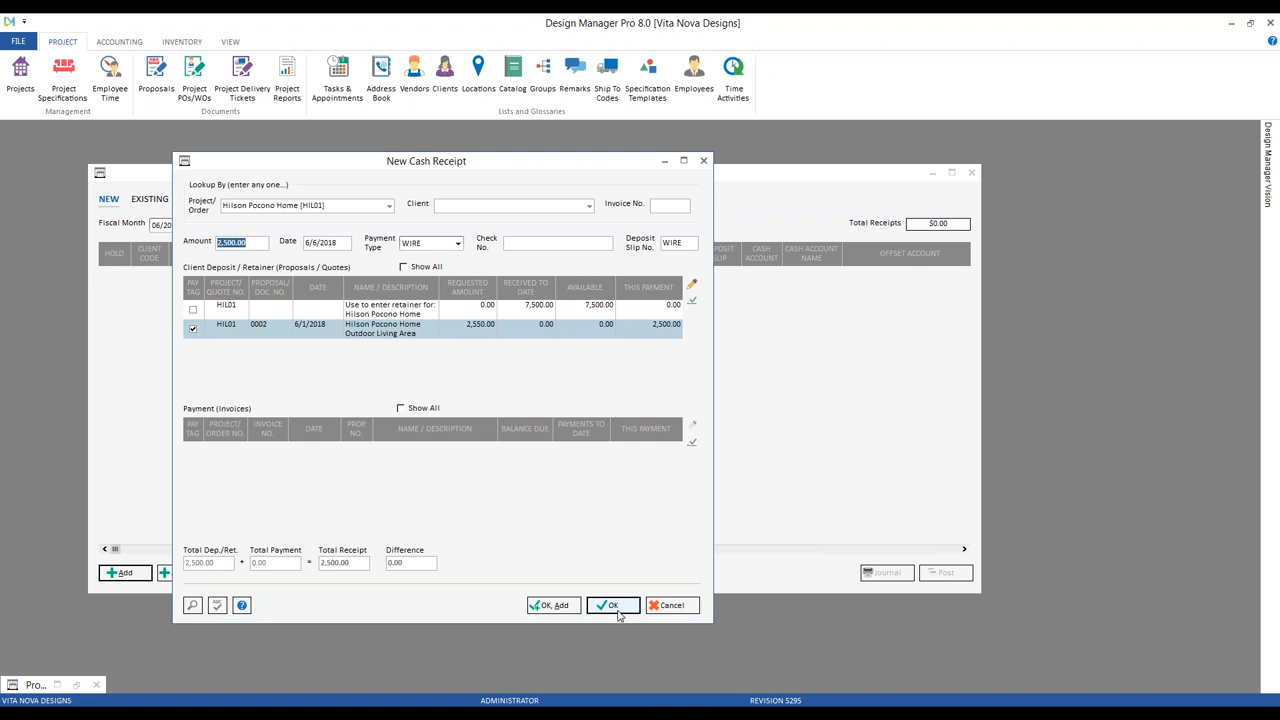 Design Manager Pro 8.0 [Vita Nova Designs]
FILE PROJECT ACCOUNTING INVENTORY VIEW
Projects
Project Specifications
Employee Time
Proposals
Project POs/WOs
Project Delivery Tickets
Project Reports
Tasks & Appointments
Address Book
Vendors
Clients
Locations
Catalog
Groups
Remarks
Ship To Codes
Specification Templates
Employees
Time Activities
Management
Documents
Lists and Glossaries
Design Manager Vision
New Cash Receipt
NEW EXISTING
Fiscal Month 06/20
Total Receipts $0.00
HOLD
CLIENT CODE
CASH ACCOUNT
CASH ACCOUNT NAME
OFFSET ACCOUNT
Lookup By (enter any one...)
Project/ Order Hilson Pocono Home [HIL01]
Client
Invoice No.
Amount 2,500.00
Date 6/6/2018
Payment Type WIRE
Check No.
Deposit Slip No. WIRE
Client Deposit / Retainer (Proposals / Quotes) Show All
PAY TAG
PROJECT/ QUOTE NO.
PROPOSAL/ DOC. NO.
DATE
NAME / DESCRIPTION
REQUESTED AMOUNT
RECEIVED TO DATE
AVAILABLE
THIS PAYMENT
HIL01 Use to enter retainer for: 0.00 7,500.00 7,500.00 0.00
Hilson Pocono Home
HIL01 0002 6/1/2018 Hilson Pocono Home 2,550.00 0.00 0.00 2,500.00
Outdoor Living Area
Payment (Invoices) Show All
PAY TAG
PROJECT/ ORDER NO.
INVOICE NO.
DATE
PROP. NO.
NAME / DESCRIPTION
BALANCE DUE
PAYMENTS TO DATE
THIS PAYMENT
Total Dep./Ret. Total Payment Total Receipt Difference
2,500.00 + 0.00 = 2,500.00 0.00
Add
Journal
Post
OK, Add
OK
Cancel
Pro...
VITA NOVA DESIGNS ADMINISTRATOR REVISION 5295